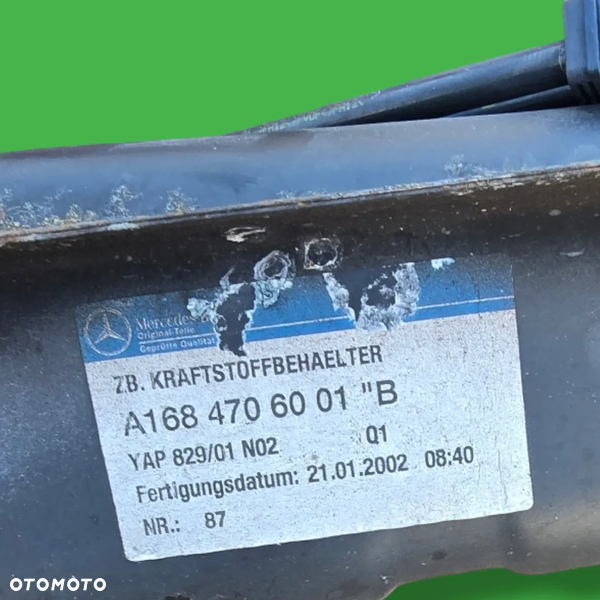 Mercedes
Original-Teile
Geprüfte Qualität
ZB. KRAFTSTOFFBEHAELTER
A168 470 60 01 "B
YAP 829/01 N02 Q1
Fertigungsdatum: 21.01.2002 08:40
NR.: 87
OTOMOTO